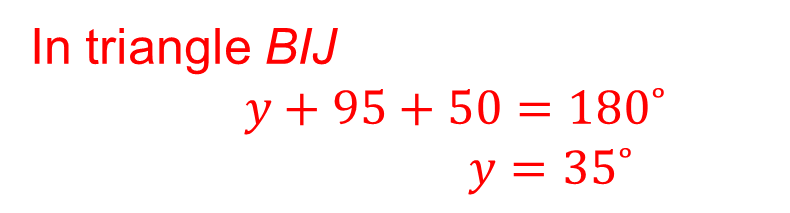 In triangle BIJ
y + 95 + 50 = 180°
y = 35°